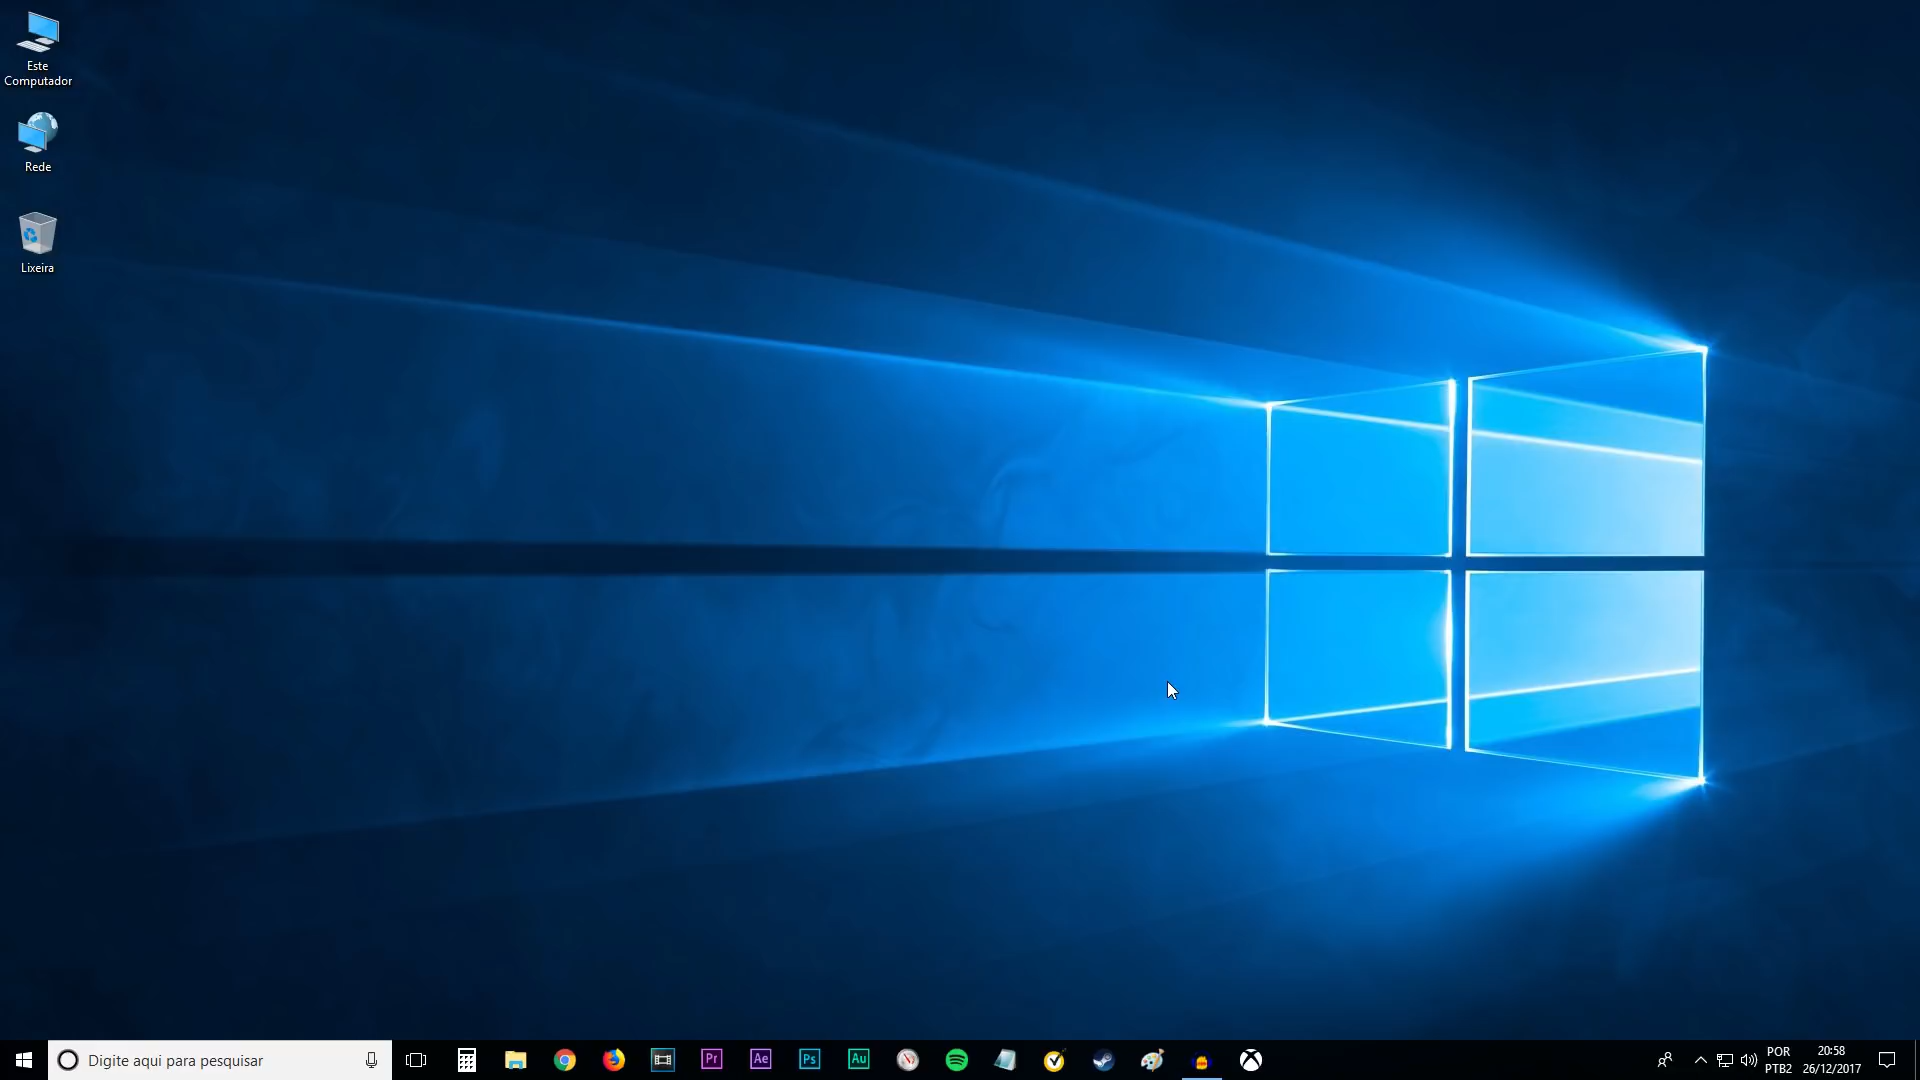 Este
Computador
Rede
Lixeira
Digite aqui para pesquisar
Pr
Ae
Ps
Au
POR
PTB2
20:58
26/12/2017